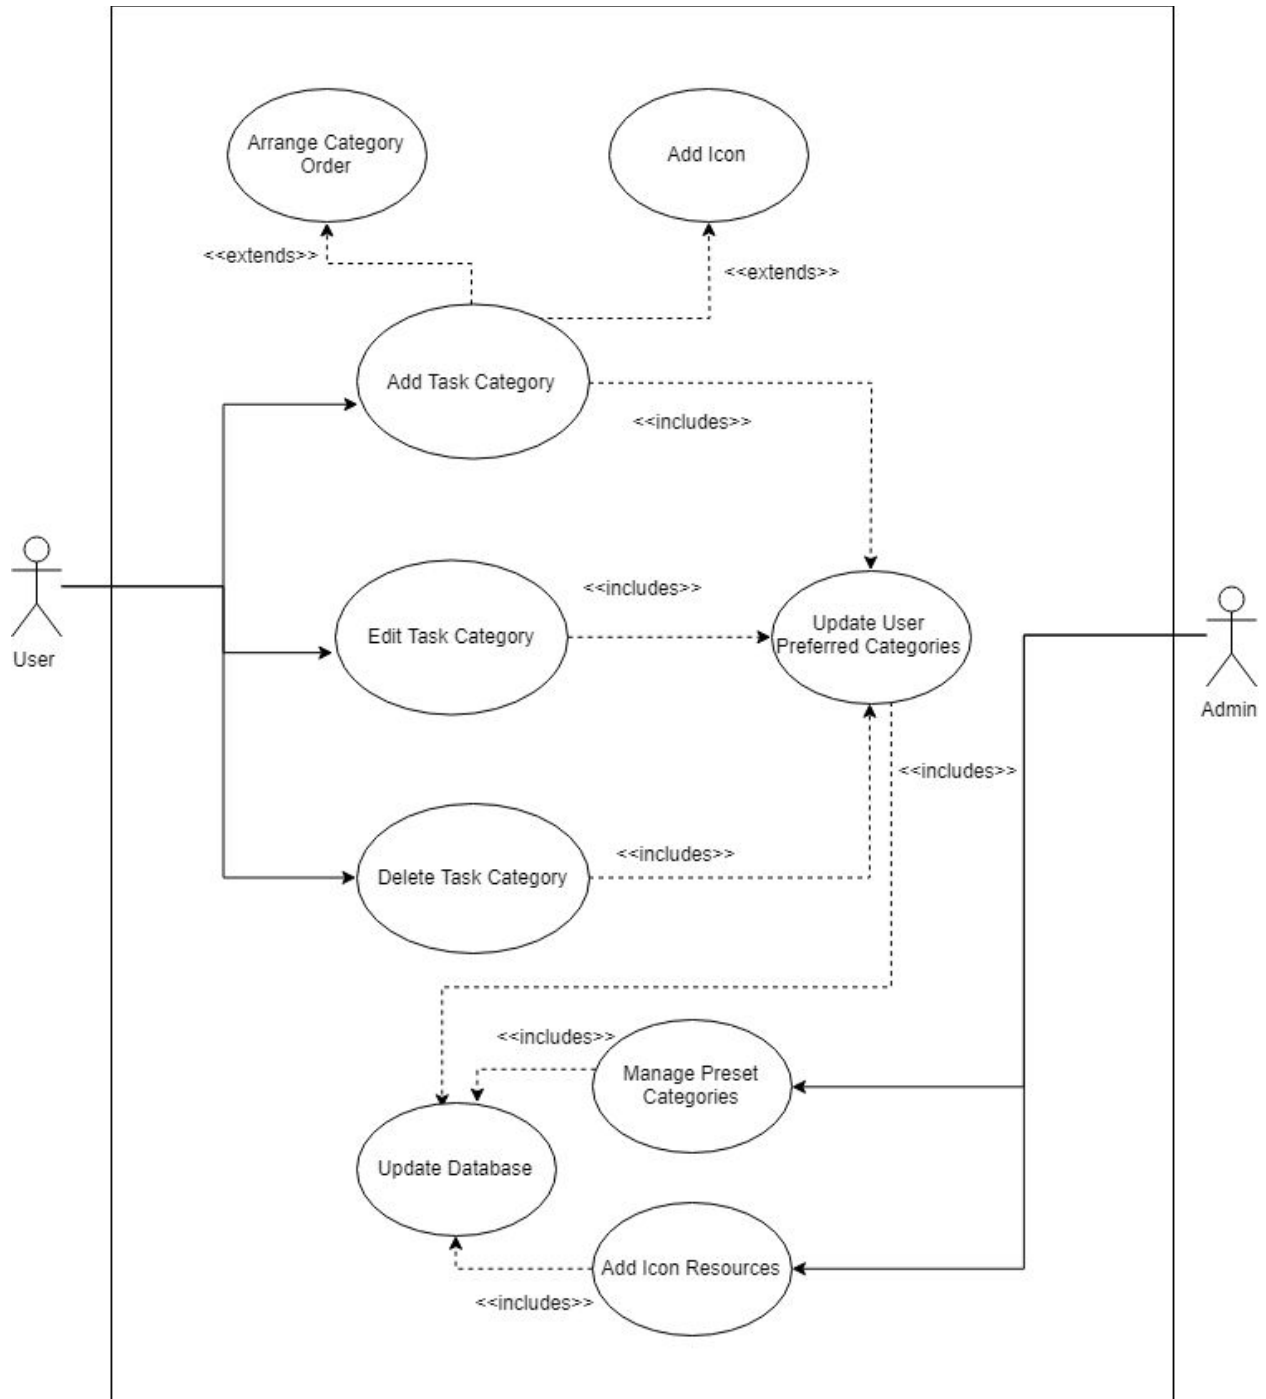 Arrange Category
Order
Add Icon
<<extends>>
<<extends>>
Add Task Category
<<includes>>
<<includes>>
Edit Task Category
Update User
Preferred Categories
User
Admin
<<includes>>
<<includes>>
Delete Task Category
<<includes>>
Manage Preset
Categories
Update Database
Add Icon Resources
<<includes>>